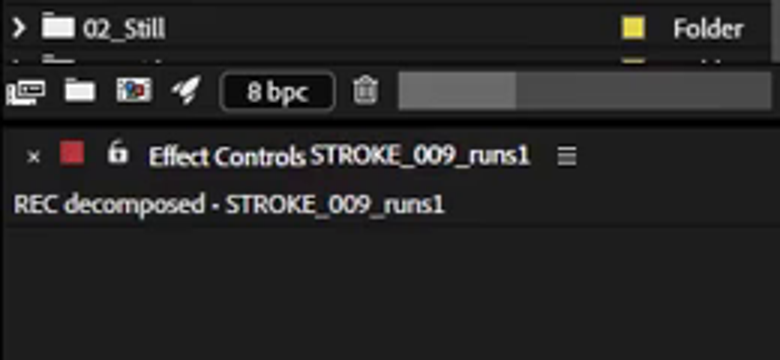 02_Still Folder
8 bpc
Effect Controls STROKE_009_runs1
REC decomposed - STROKE_009_runs1